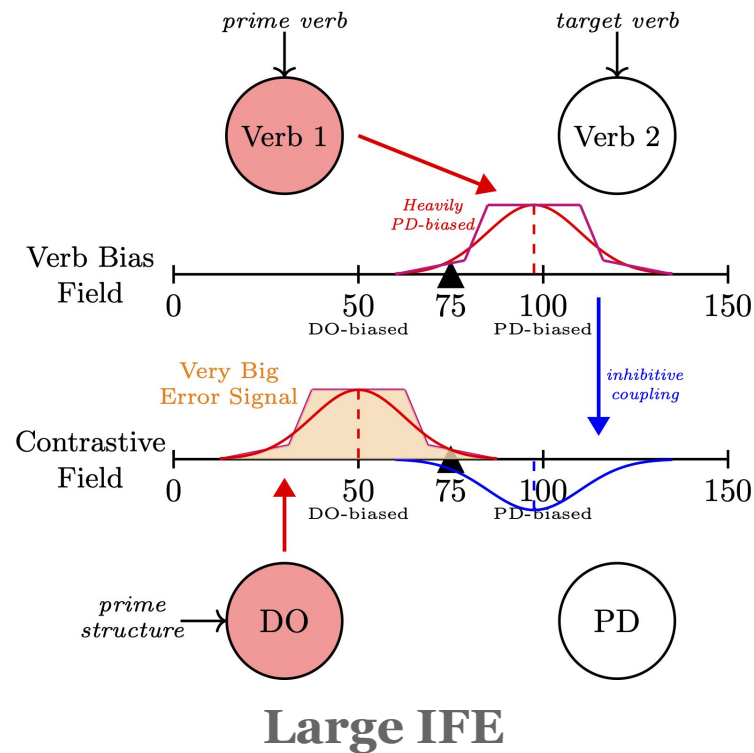 prime verb
target verb
Verb 1
Verb 2
Heavily
PD-biased
Verb Bias
Field
0
50
75
100
150
DO-biased
PD-biased
Very Big
Error Signal
inhibitive
coupling
Contrastive
Field
0
50
75
100
150
DO-biased
PD-biased
prime
structure
DO
PD
Large IFE